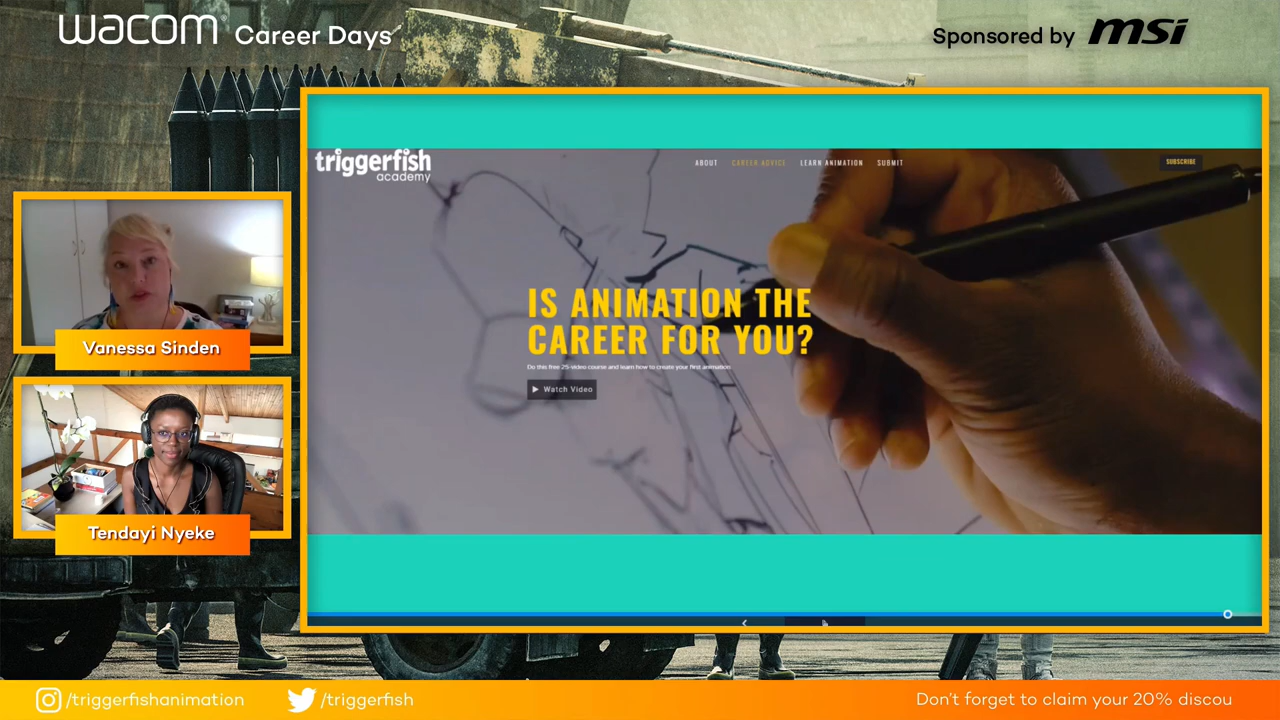 wacom Career Days
Sponsored by msi
triggerfish
academy
ABOUT CAREER ADVICE LEARN ANIMATION SUBMIT
SUBSCRIBE
IS ANIMATION THE
CAREER FOR YOU?
Do this free 25-video course and learn how to create your first animation.
Watch Video
Vanessa Sinden
Tendayi Nyeke
/triggerfishanimation
/triggerfish
Don't forget to claim your 20% discou